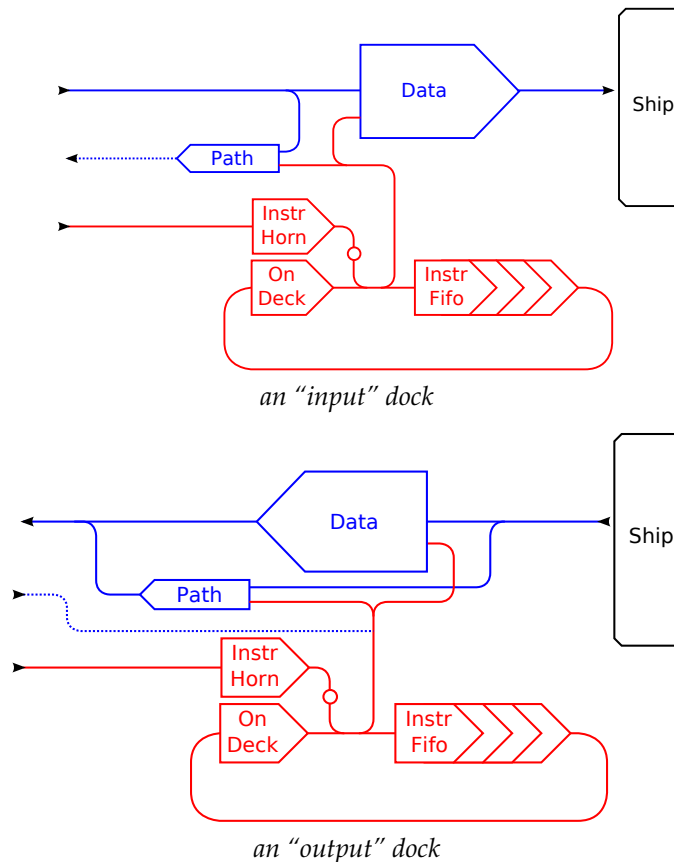 Data
Ship
Path
Instr
Horn
On
Deck
Instr
Fifo
an “input” dock
Data
Ship
Path
Instr
Horn
On
Deck
Instr
Fifo
an “output” dock